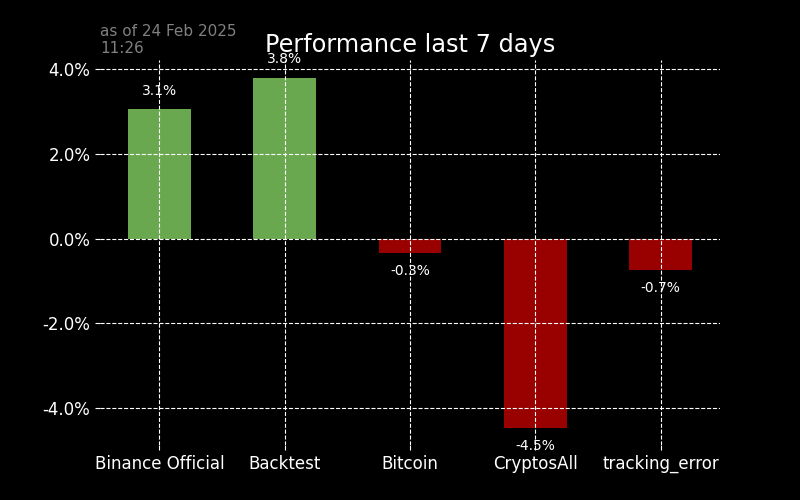 as of 24 Feb 2025
11:26
Performance last 7 days
4.0%
2.0%
0.0%
-2.0%
-4.0%
3.1%
3.8%
-0.3%
-4.5%
-0.7%
Binance Official
Backtest
Bitcoin
CryptosAll
tracking_error